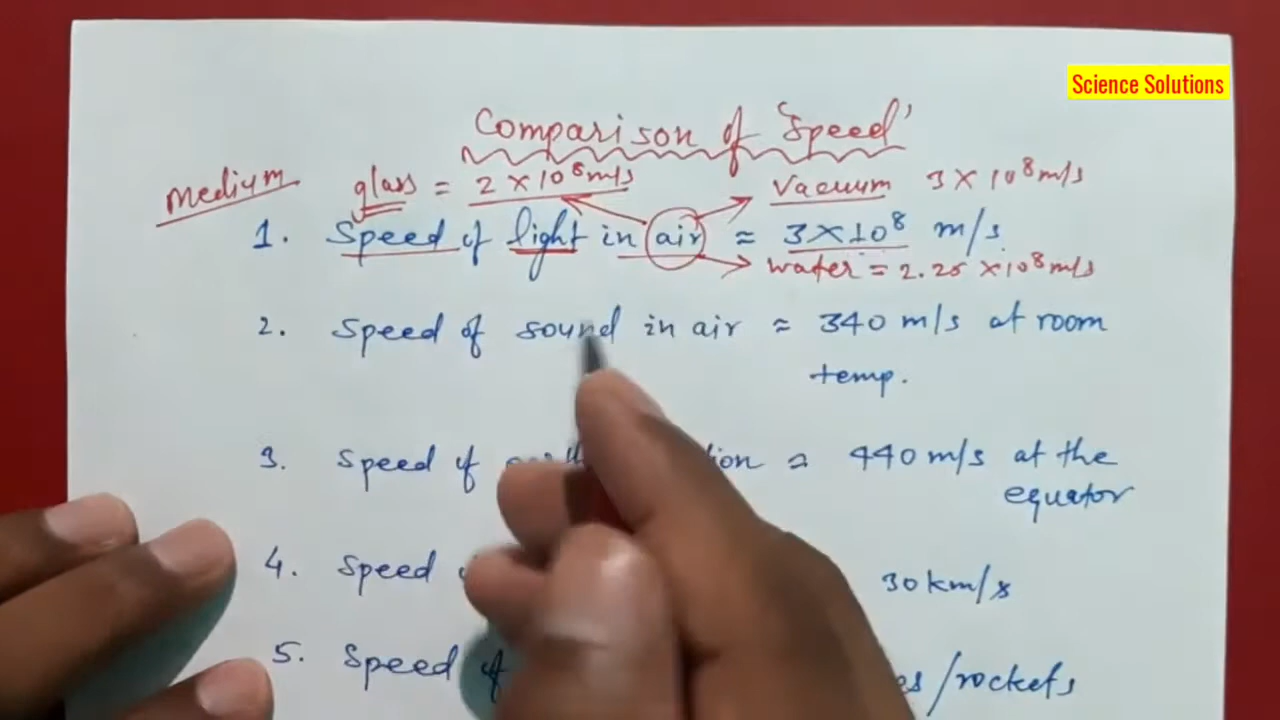 Science Solutions
Comparison of 'Speed'
Medium glass = 2 × 10⁸ m/s Vacuum 3 × 10⁸ m/s
1. Speed of light in air ≈ 3×10⁸ m/s
water = 2.25 × 10⁸ m/s
2. Speed of sound in air ≈ 340 m/s at room
temp.
3. Speed of 440 m/s at the
equator
4. Speed 30 km/s
5. Speed of /rockets